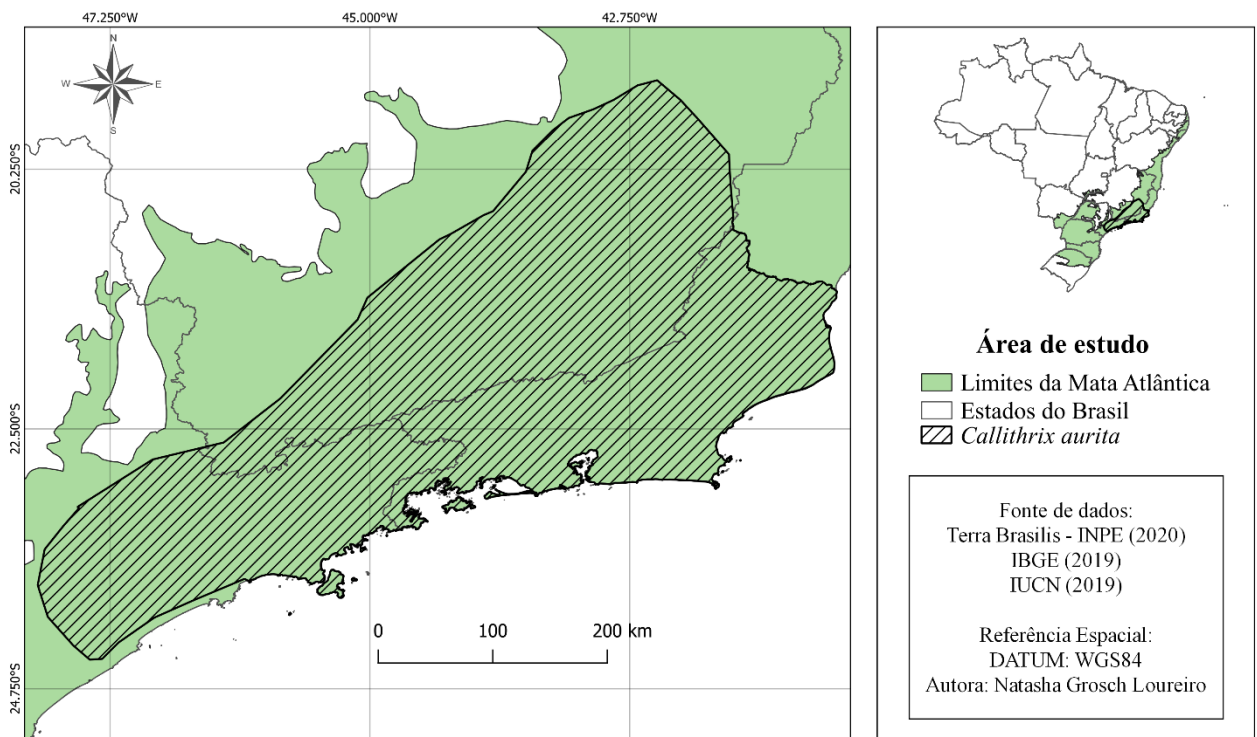 47.250°W 45.000°W 42.750°W
N
W E
S
20.250°S
22.500°S
24.750°S
0 100 200 km
Área de estudo
Limites da Mata Atlântica
Estados do Brasil
Callithrix aurita
Fonte de dados:
Terra Brasilis - INPE (2020)
IBGE (2019)
IUCN (2019)
Referência Espacial:
DATUM: WGS84
Autora: Natasha Grosch Loureiro